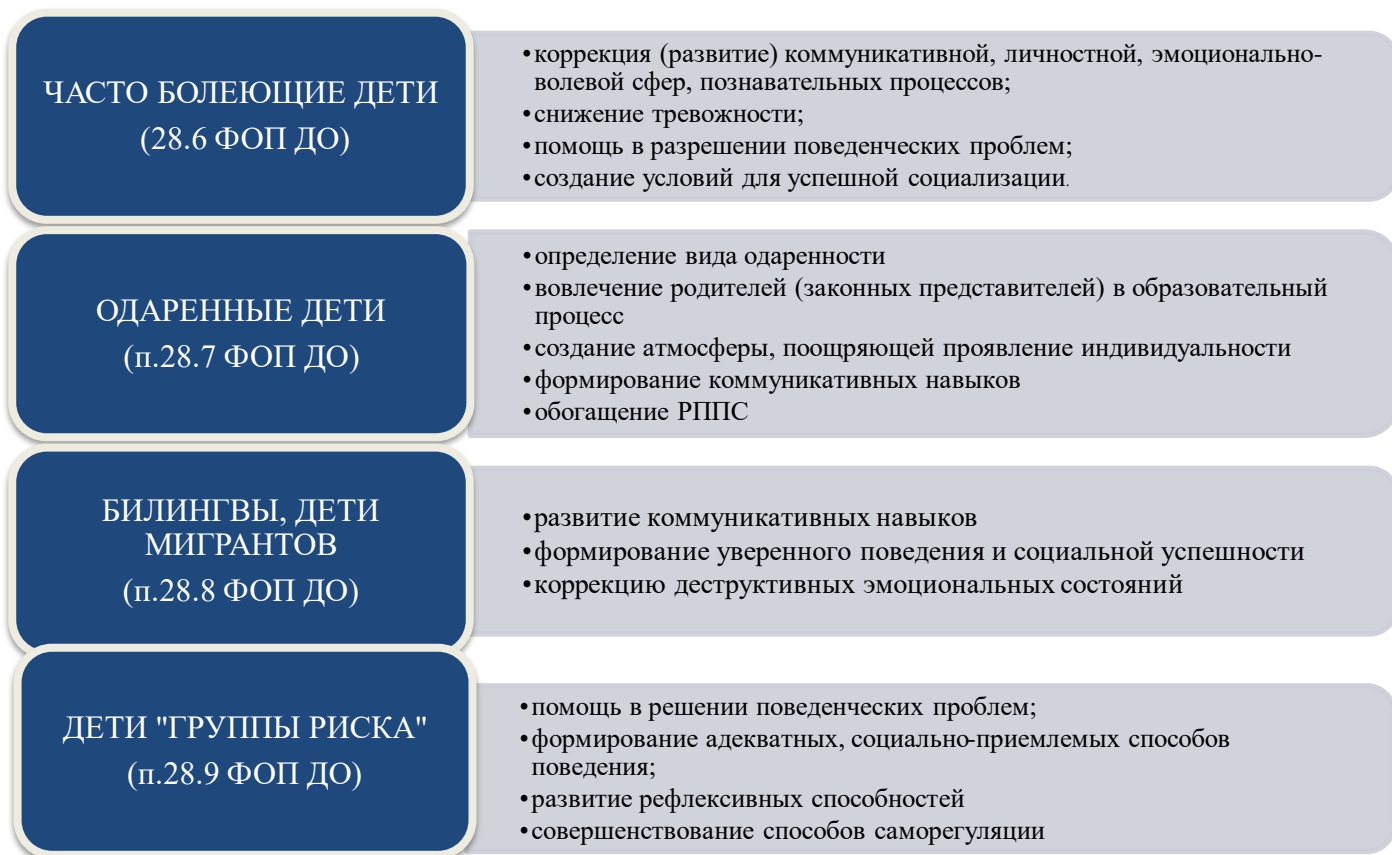 ЧАСТО БОЛЕЮЩИЕ ДЕТИ
(28.6 ФОП ДО)
•коррекция (развитие) коммуникативной, личностной, эмоционально-
волевой сфер, познавательных процессов;
•снижение тревожности;
•помощь в разрешении поведенческих проблем;
•создание условий для успешной социализации.
ОДАРЕННЫЕ ДЕТИ
(п.28.7 ФОП ДО)
•определение вида одаренности
•вовлечение родителей (законных представителей) в образовательный
процесс
•создание атмосферы, поощряющей проявление индивидуальности
•формирование коммуникативных навыков
•обогащение РППС
БИЛИНГВЫ, ДЕТИ
МИГРАНТОВ
(п.28.8 ФОП ДО)
•развитие коммуникативных навыков
•формирование уверенного поведения и социальной успешности
•коррекцию деструктивных эмоциональных состояний
ДЕТИ "ГРУППЫ РИСКА"
(п.28.9 ФОП ДО)
•помощь в решении поведенческих проблем;
•формирование адекватных, социально-приемлемых способов
поведения;
•развитие рефлексивных способностей
•совершенствование способов саморегуляции